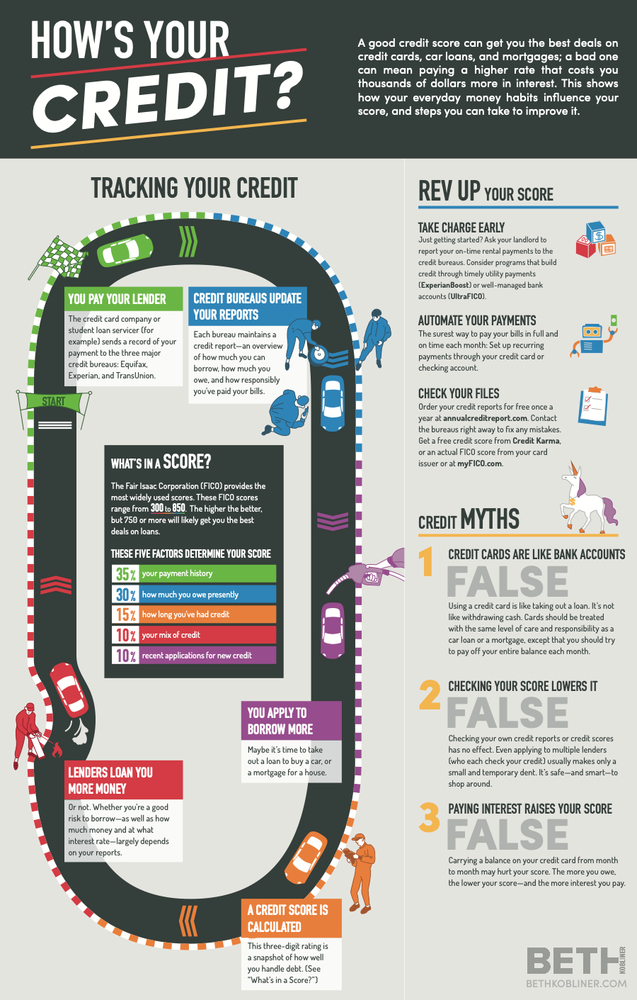 HOW'S YOUR
CREDIT?
A good credit score can get you the best deals on
credit cards, car loans, and mortgages; a bad one
can mean paying a higher rate that costs you
thousands of dollars more in interest. This shows
how your everyday money habits influence your
score, and steps you can take to improve it.
TRACKING YOUR CREDIT
START
YOU PAY YOUR LENDER
The credit card company or
student loan servicer (for
example) sends a record of your
payment to the three major
credit bureaus: Equifax,
Experian, and TransUnion.
CREDIT BUREAUS UPDATE
YOUR REPORTS
Each bureau maintains a
credit report—an overview
of how much you can
borrow, how much you
owe, and how responsibly
you've paid your bills.
WHAT'S IN A SCORE?
The Fair Isaac Corporation (FICO) provides the
most widely used scores. These FICO scores
range from 300 to 850. The higher the better,
but 750 or more will likely get you the best
deals on loans.
THESE FIVE FACTORS DETERMINE YOUR SCORE
35% your payment history
30% how much you owe presently
15% how long you've had credit
10% your mix of credit
10% recent applications for new credit
YOU APPLY TO
BORROW MORE
Maybe it's time to take
out a loan to buy a car, or
a mortgage for a house.
LENDERS LOAN YOU
MORE MONEY
Or not. Whether you're a good
risk to borrow—as well as how
much money and at what
interest rate—largely depends
on your reports.
A CREDIT SCORE IS
CALCULATED
This three-digit rating is
a snapshot of how well
you handle debt. (See
"What's in a Score?")
REV UP YOUR SCORE
TAKE CHARGE EARLY
Just getting started? Ask your landlord to
report your on-time rental payments to the
credit bureaus. Consider programs that build
credit through timely utility payments
(ExperianBoost) or well-managed bank
accounts (UltraFICO).
AUTOMATE YOUR PAYMENTS
The surest way to pay your bills in full and
on time each month: Set up recurring
payments through your credit card or
checking account.
CHECK YOUR FILES
Order your credit reports for free once a
year at annualcreditreport.com. Contact
the bureaus right away to fix any mistakes.
Get a free credit score from Credit Karma,
or an actual FICO score from your card
issuer or at myFICO.com.
$
$
CREDIT MYTHS
1 CREDIT CARDS ARE LIKE BANK ACCOUNTS
FALSE
Using a credit card is like taking out a loan. It's not
like withdrawing cash. Cards should be treated
with the same level of care and responsibility as a
car loan or a mortgage, except that you should try
to pay off your entire balance each month.
2 CHECKING YOUR SCORE LOWERS IT
FALSE
Checking your own credit reports or credit scores
has no effect. Even applying to multiple lenders
(who each check your credit) usually makes only a
small and temporary dent. It's safe—and smart—to
shop around.
3 PAYING INTEREST RAISES YOUR SCORE
FALSE
Carrying a balance on your credit card from month
to month may hurt your score. The more you owe,
the lower your score—and the more interest you pay.
BETH
KOBLINER
BETHKOBLINER.COM